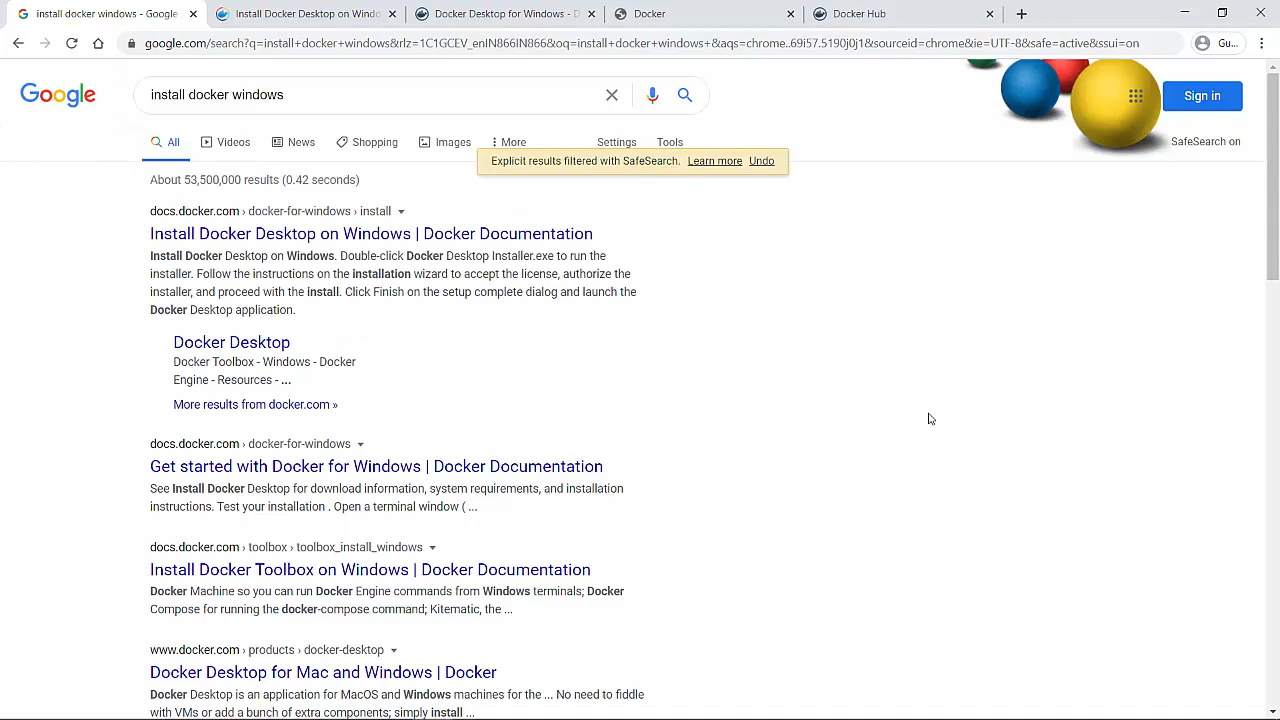 install docker windows - Google
Install Docker Desktop on Windo
Docker Desktop for Windows - D
Docker
Docker Hub
google.com/search?q=install+docker+windows&rlz=1C1GCEV_enIN866IN866&oq=install+docker+windows+&aqs=chrome..69i57.5190j0j1&sourceid=chrome&ie=UTF-8&safe=active&ssui=on
Gu...
Google
install docker windows
Sign in
All
Videos
News
Shopping
Images
More
Settings
Tools
SafeSearch on
Explicit results filtered with SafeSearch. Learn more Undo
About 53,500,000 results (0.42 seconds)
docs.docker.com › docker-for-windows › install
Install Docker Desktop on Windows | Docker Documentation
Install Docker Desktop on Windows. Double-click Docker Desktop Installer.exe to run the
installer. Follow the instructions on the installation wizard to accept the license, authorize the
installer, and proceed with the install. Click Finish on the setup complete dialog and launch the
Docker Desktop application.
Docker Desktop
Docker Toolbox - Windows - Docker
Engine - Resources - ...
More results from docker.com »
docs.docker.com › docker-for-windows
Get started with Docker for Windows | Docker Documentation
See Install Docker Desktop for download information, system requirements, and installation
instructions. Test your installation . Open a terminal window ( ...
docs.docker.com › toolbox › toolbox_install_windows
Install Docker Toolbox on Windows | Docker Documentation
Docker Machine so you can run Docker Engine commands from Windows terminals; Docker
Compose for running the docker-compose command; Kitematic, the ...
www.docker.com › products › docker-desktop
Docker Desktop for Mac and Windows | Docker
Docker Desktop is an application for MacOS and Windows machines for the ... No need to fiddle
with VMs or add a bunch of extra components; simply install ...